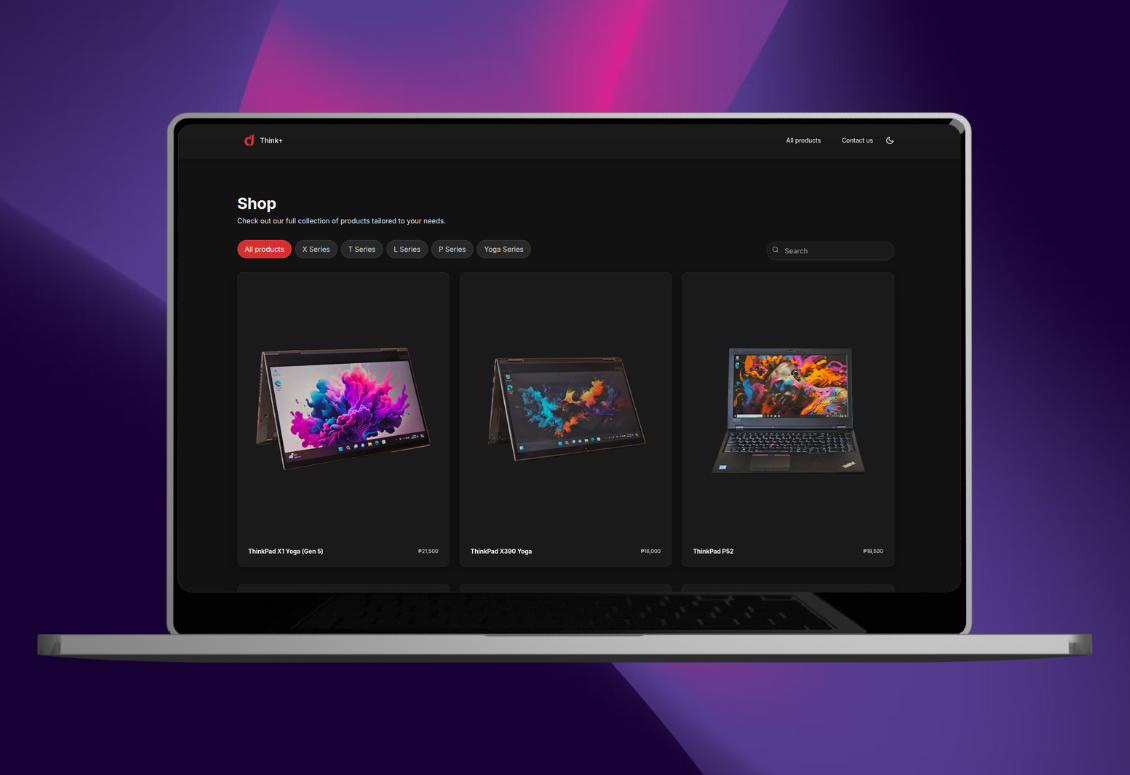 Think+
All products
Contact us
Shop
Check out our full collection of products tailored to your needs.
All products
X Series
T Series
L Series
P Series
Yoga Series
Search
ThinkPad X1 Yoga (Gen 5)
₱21,500
ThinkPad X390 Yoga
₱16,000
ThinkPad P52
₱18,500